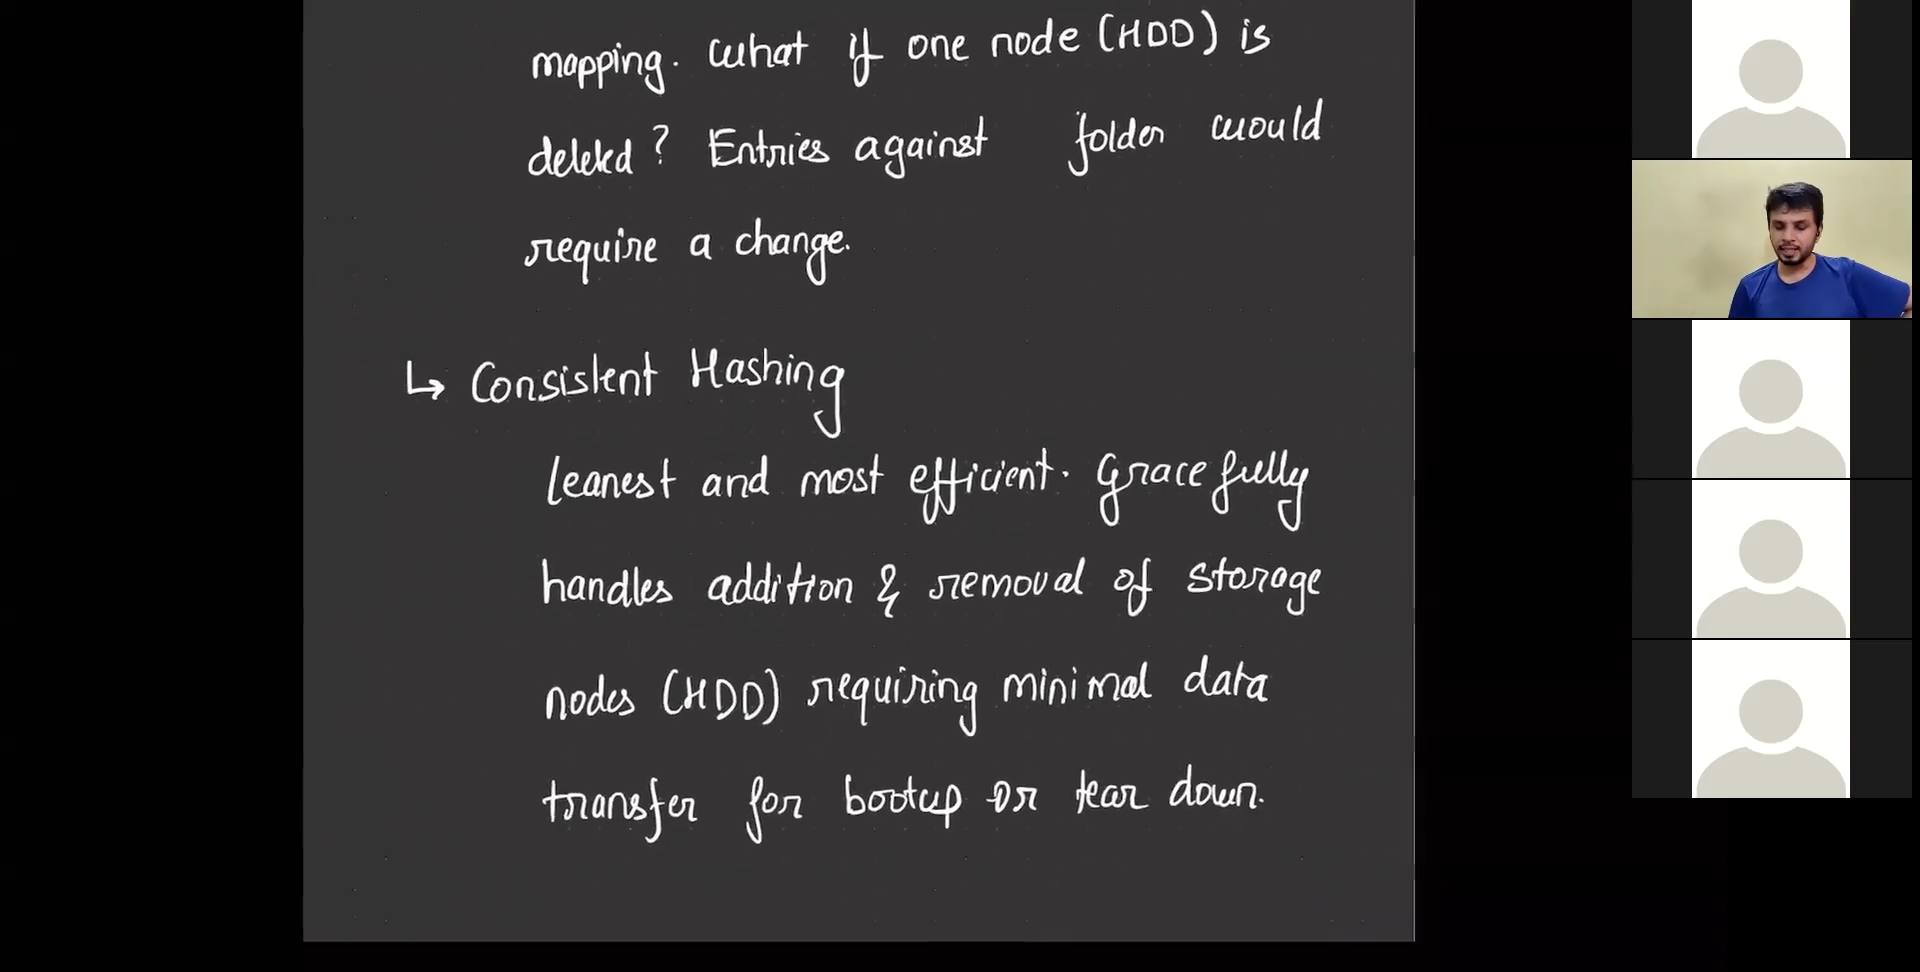 mapping. What if one node (HDD) is
deleted? Entries against folder would
require a change.
↳ Consistent Hashing
leanest and most efficient. Gracefully
handles addition & removal of storage
nodes (HDD) requiring minimal data
transfer for bootup or tear down.